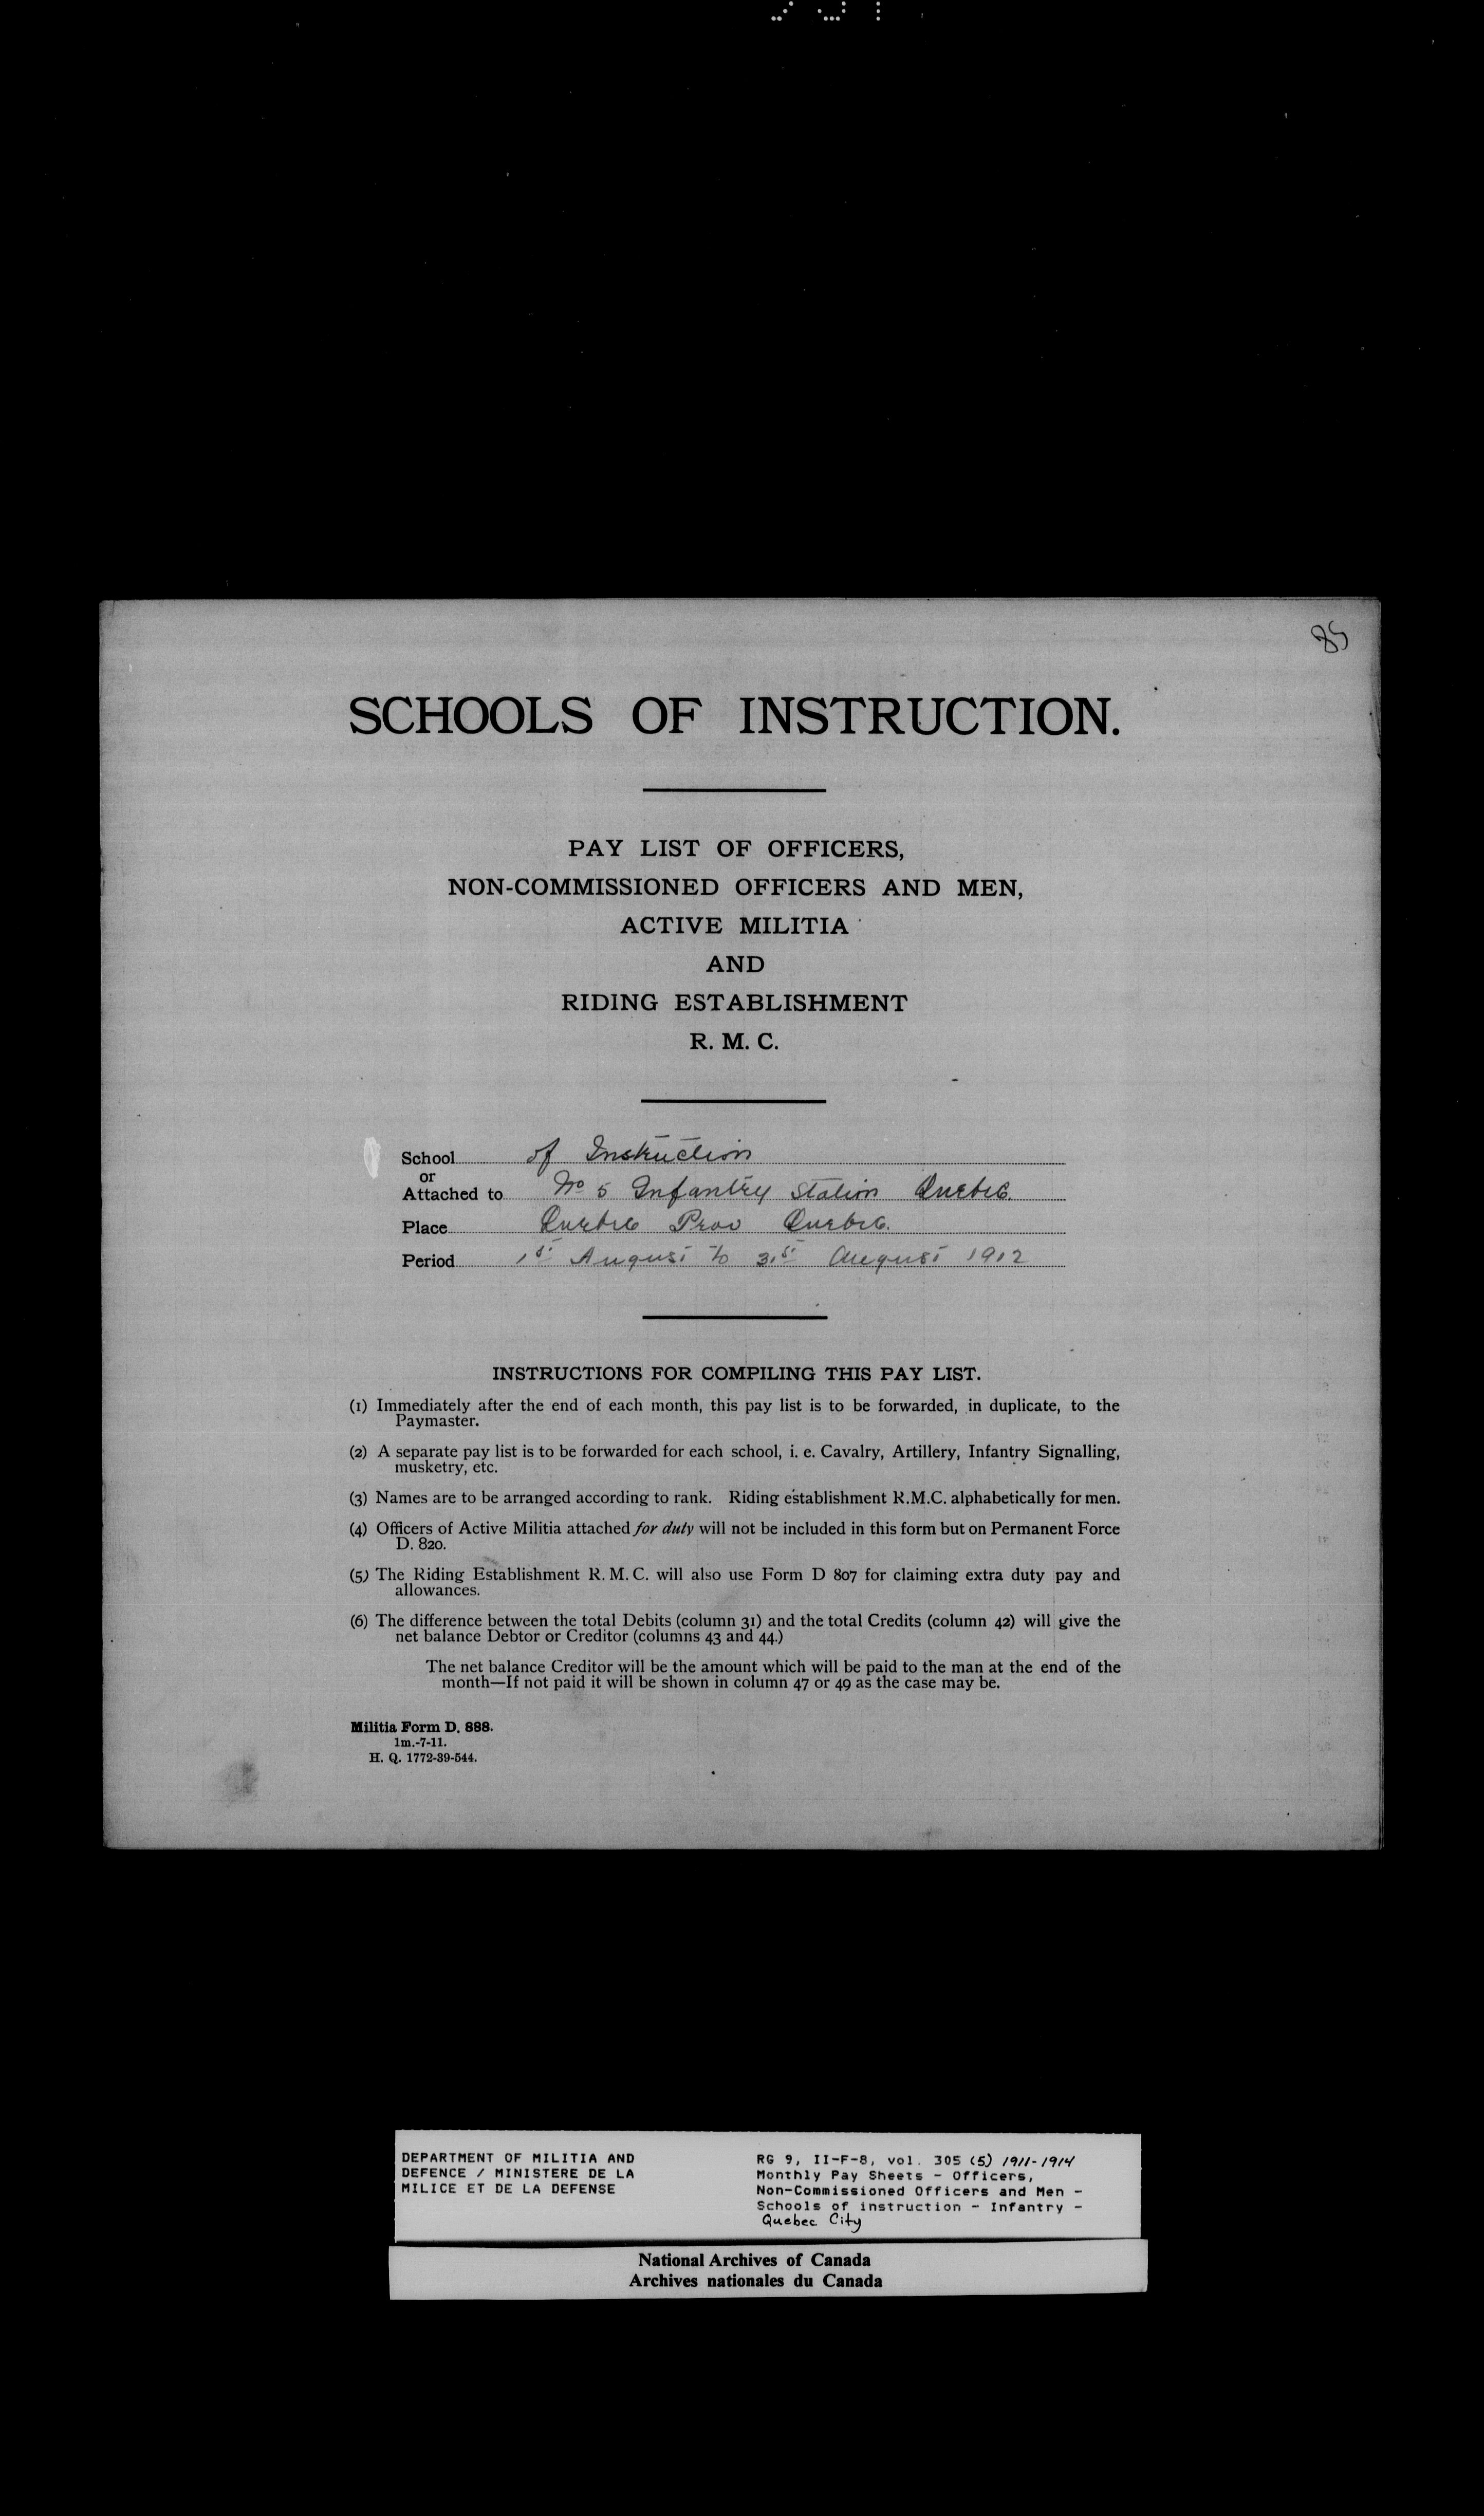 85
SCHOOLS OF INSTRUCTION.
PAY LIST OF OFFICERS,
NON-COMMISSIONED OFFICERS AND MEN,
ACTIVE MILITIA
AND
RIDING ESTABLISHMENT
R. M. C.
School of Instruction
or
Attached to No 5 Infantry Station Quebec.
Place Quebec Prov Quebec.
Period 1st August to 31st August 1912
INSTRUCTIONS FOR COMPILING THIS PAY LIST.
(1) Immediately after the end of each month, this pay list is to be forwarded, in duplicate, to the
Paymaster.
(2) A separate pay list is to be forwarded for each school, i. e. Cavalry, Artillery, Infantry Signalling,
musketry, etc.
(3) Names are to be arranged according to rank. Riding establishment R.M.C. alphabetically for men.
(4) Officers of Active Militia attached for duty will not be included in this form but on Permanent Force
D. 820.
(5) The Riding Establishment R. M. C. will also use Form D 807 for claiming extra duty pay and
allowances.
(6) The difference between the total Debits (column 31) and the total Credits (column 42) will give the
net balance Debtor or Creditor (columns 43 and 44.)
The net balance Creditor will be the amount which will be paid to the man at the end of the
month—If not paid it will be shown in column 47 or 49 as the case may be.
Militia Form D. 888.
1m.-7-11.
H. Q. 1772-39-544.
DEPARTMENT OF MILITIA AND
DEFENCE / MINISTERE DE LA
MILICE ET DE LA DEFENSE
RG 9, II-F-8, vol. 305 (5) 1911-1914
Monthly Pay Sheets - Officers,
Non-Commissioned Officers and Men -
Schools of instruction - Infantry -
Quebec City
National Archives of Canada
Archives nationales du Canada